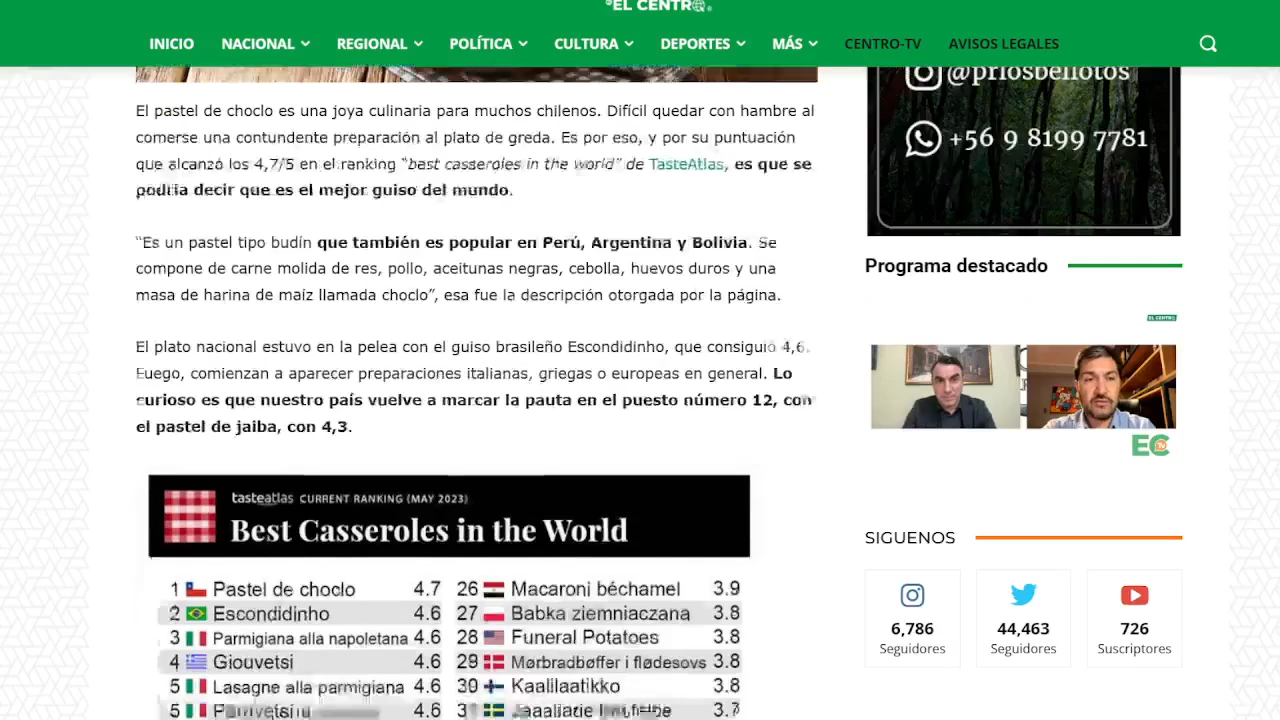 EL CENTRO
INICIO NACIONAL REGIONAL POLÍTICA CULTURA DEPORTES MÁS CENTRO-TV AVISOS LEGALES
El pastel de choclo es una joya culinaria para muchos chilenos. Difícil quedar con hambre al
comerse una contundente preparación al plato de greda. Es por eso, y por su puntuación
que alcanzó los 4,7/5 en el ranking “best casseroles in the world” de TasteAtlas, es que se
podría decir que es el mejor guiso del mundo.
“Es un pastel tipo budín que también es popular en Perú, Argentina y Bolivia. Se
compone de carne molida de res, pollo, aceitunas negras, cebolla, huevos duros y una
masa de harina de maíz llamada choclo”, esa fue la descripción otorgada por la página.
El plato nacional estuvo en la pelea con el guiso brasileño Escondidinho, que consiguió 4,6.
Luego, comienzan a aparecer preparaciones italianas, griegas o europeas en general. Lo
curioso es que nuestro país vuelve a marcar la pauta en el puesto número 12, con
el pastel de jaiba, con 4,3.
tasteatlas CURRENT RANKING (MAY 2023)
Best Casseroles in the World
1 Pastel de choclo 4.7 26 Macaroni béchamel 3.9
2 Escondidinho 4.6 27 Babka ziemniaczana 3.8
3 Parmigiana alla napoletana 4.6 28 Funeral Potatoes 3.8
4 Giouvetsi 4.6 29 Mørbradbøffer i flødesovs 3.8
5 Lasagne alla parmigiana 4.6 30 Kaalilaatikko 3.8
5 4.6 3.7
@priosbellotos
+56 9 8199 7781
Programa destacado
EL CENTRO
EC
TV
SIGUENOS
6,786 44,463 726
Seguidores Seguidores Suscriptores